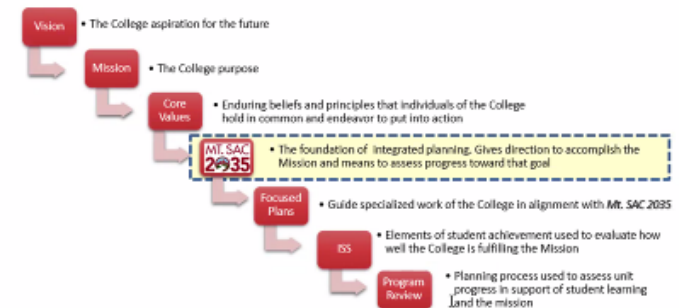 Vision
• The College aspiration for the future
Mission
• The College purpose
Core
Values
• Enduring beliefs and principles that individuals of the College
hold in common and endeavor to put into action
MT. SAC
2035
• The foundation of Integrated planning. Gives direction to accomplish the
Mission and means to assess progress toward that goal
Focused
Plans
• Guide specialized work of the College in alignment with Mt. SAC 2035
ISS
• Elements of student achievement used to evaluate how
well the College is fulfilling the Mission
Program
Review
• Planning process used to assess unit
progress in support of student learning
and the mission